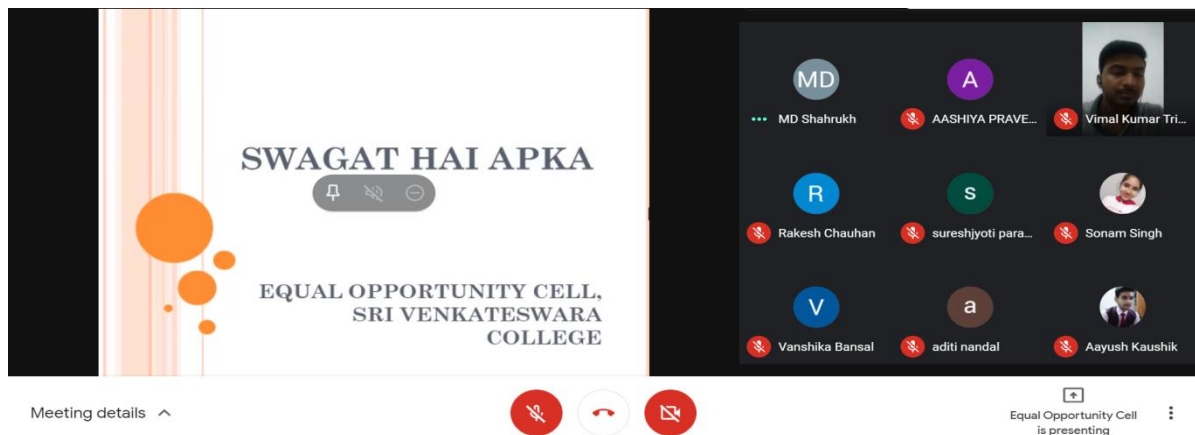 SWAGAT HAI APKA
EQUAL OPPORTUNITY CELL,
SRI VENKATESWARA
COLLEGE
MD
MD Shahrukh
A
AASHIYA PRAVE...
Vimal Kumar Tri...
R
Rakesh Chauhan
s
sureshjyoti para...
Sonam Singh
V
Vanshika Bansal
a
aditi nandal
Aayush Kaushik
Meeting details
Equal Opportunity Cell
is presenting